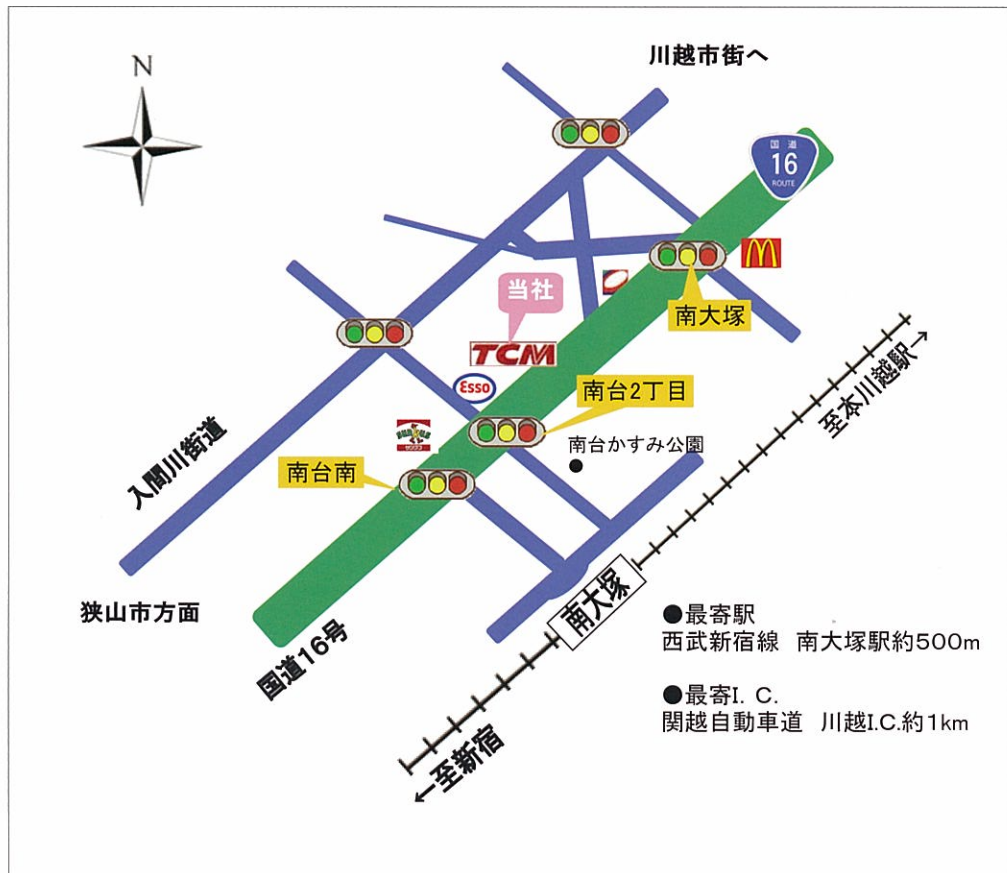 N
川越市街へ
国道
16
ROUTE
当社
南大塚
TCM
Esso
南台2丁目
至本川越駅→
南台かすみ公園
サンクス
南台南
入間川街道
狭山市方面
国道16号
南大塚
←至新宿
●最寄駅
西武新宿線 南大塚駅約500m
●最寄I. C.
関越自動車道 川越I.C.約1km